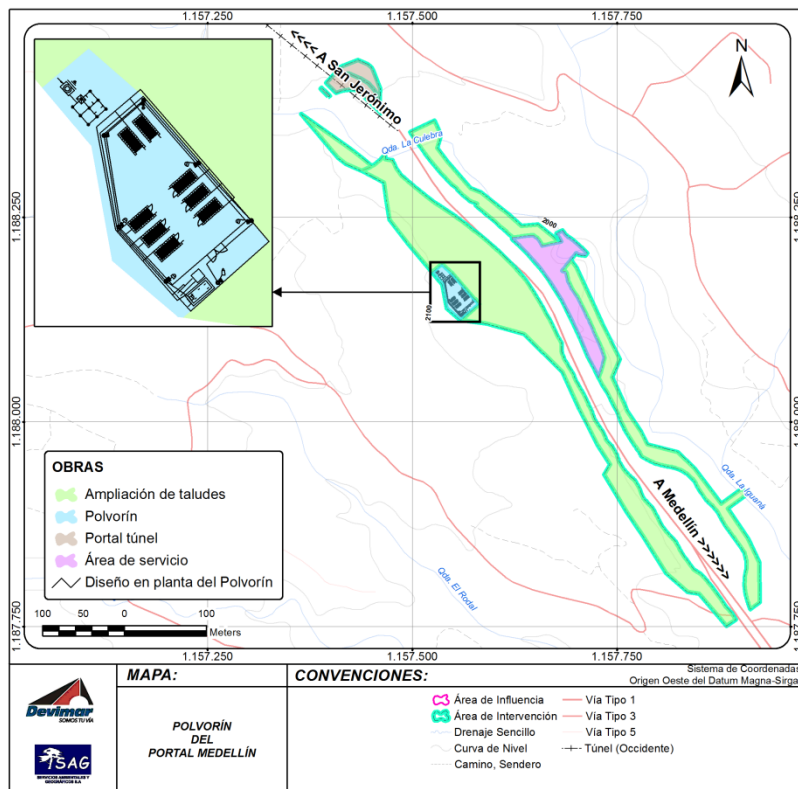 1.157.250
1.157.500
1.157.750
<<<< A San Jerónimo
N
Qda. La Culebra
1.188.250
1.188.250
2000
2100
1.188.000
1.188.000
OBRAS
Ampliación de taludes
Polvorín
Portal túnel
Área de servicio
Diseño en planta del Polvorín
100 50 0 100
Meters
Qda. La Iguaná
A Medellín >>>>>>
Qda. El Rodal
1.187.750
1.187.750
1.157.250
1.157.500
1.157.750
MAPA:
CONVENCIONES:
Sistema de Coordenadas
Origen Oeste del Datum Magna-Sirgas
Devimar
SOMOS TU VÍA
ISAG
SERVICIOS AMBIENTALES Y
GEOGRÁFICOS S.A
POLVORÍN
DEL
PORTAL MEDELLÍN
Área de Influencia
Área de Intervención
Drenaje Sencillo
Curva de Nivel
Camino, Sendero
Vía Tipo 1
Vía Tipo 3
Vía Tipo 5
Túnel (Occidente)